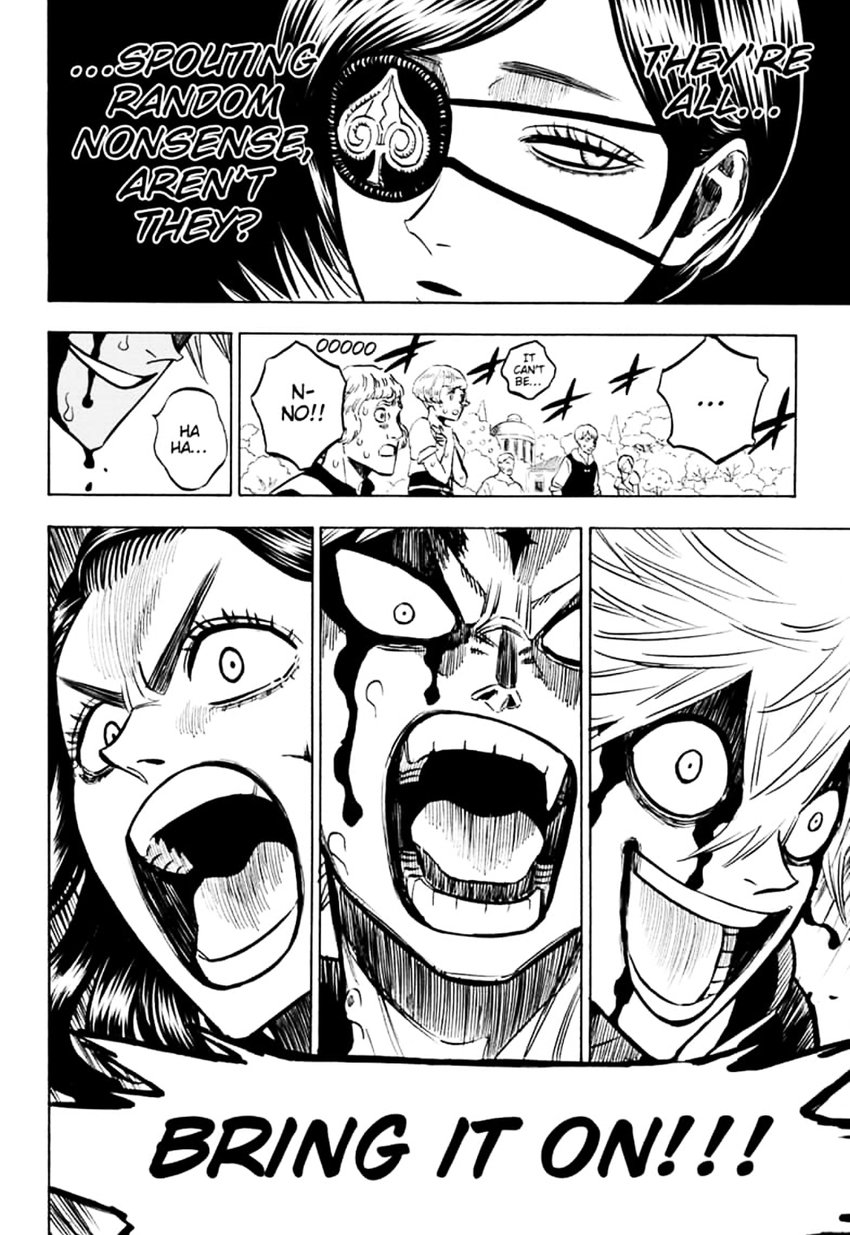 THEY'RE
ALL...
...SPOUTING
RANDOM
NONSENSE,
AREN'T
THEY?
...
IT
CAN'T
BE...
OOOOO
N-
NO!!
HA
HA...
BRING IT ON!!!